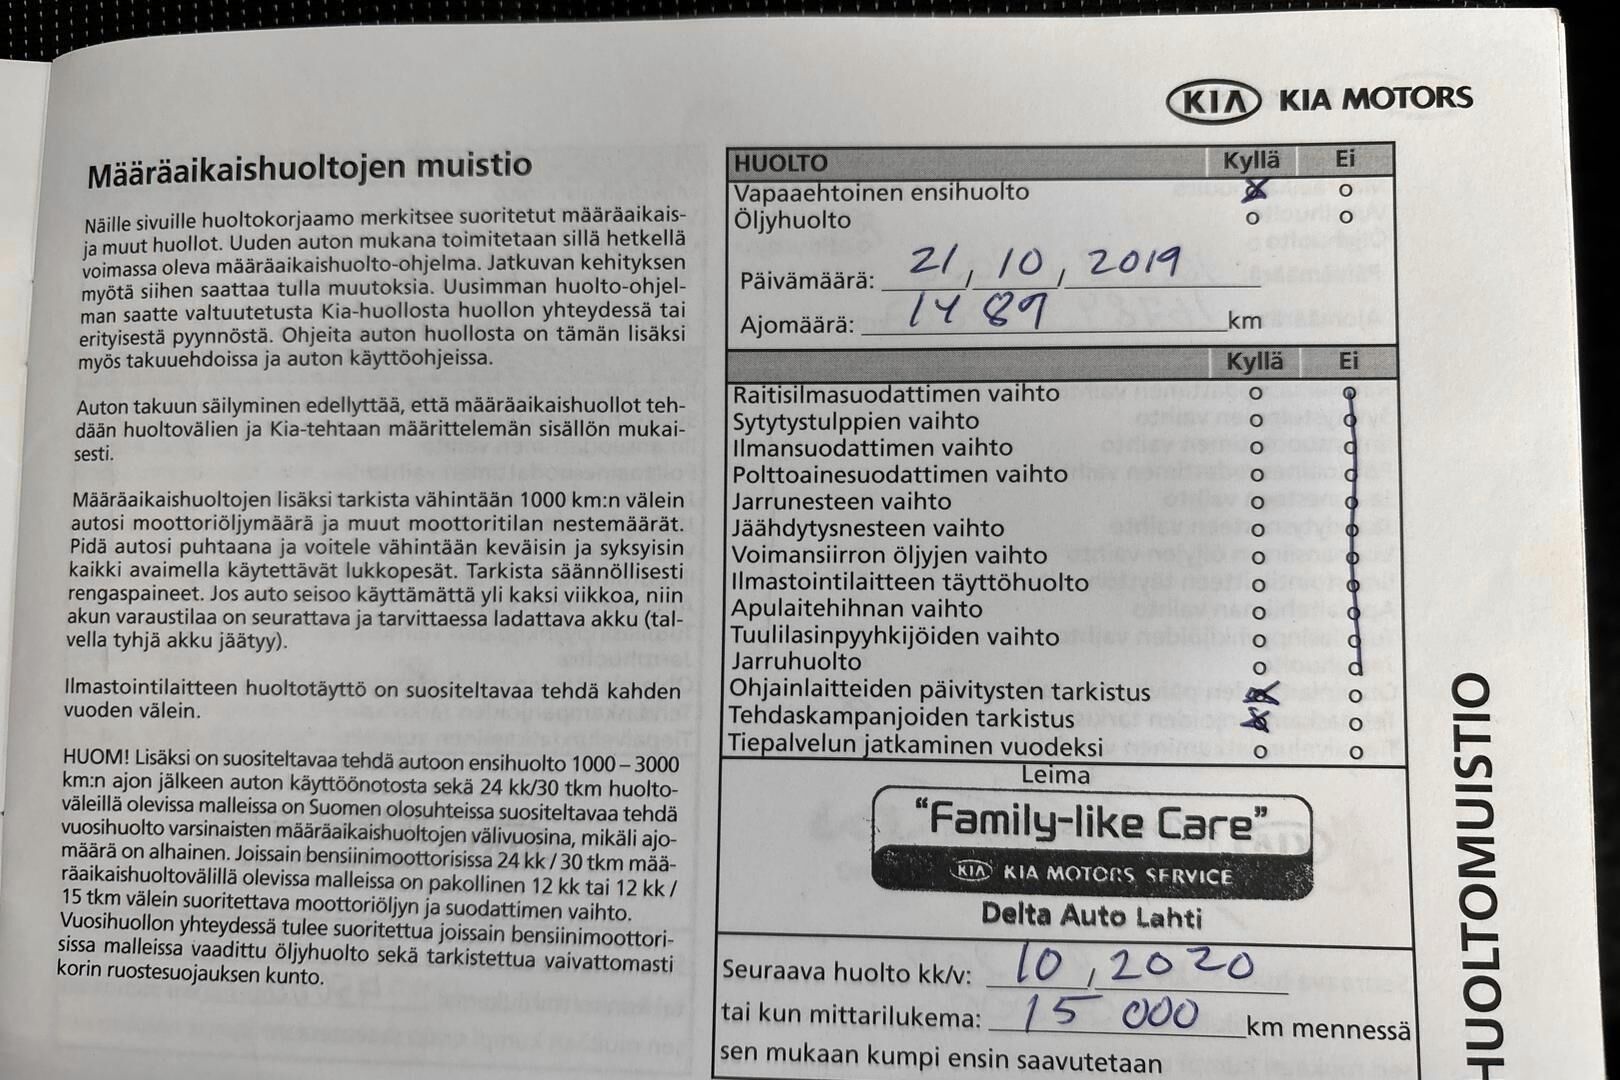 KIA KIA MOTORS
Määräaikaishuoltojen muistio
Näille sivuille huoltokorjaamo merkitsee suoritetut määräaikais-
ja muut huollot. Uuden auton mukana toimitetaan sillä hetkellä
voimassa oleva määräaikaishuolto-ohjelma. Jatkuvan kehityksen
myötä siihen saattaa tulla muutoksia. Uusimman huolto-ohjel-
man saatte valtuutetusta Kia-huollosta huollon yhteydessä tai
erityisestä pyynnöstä. Ohjeita auton huollosta on tämän lisäksi
myös takuuehdoissa ja auton käyttöohjeissa.
Auton takuun säilyminen edellyttää, että määräaikaishuollot teh-
dään huoltovälien ja Kia-tehtaan määrittelemän sisällön mukai-
sesti.
Määräaikaishuoltojen lisäksi tarkista vähintään 1000 km:n välein
autosi moottoriöljymäärä ja muut moottoritilan nestemäärät.
Pidä autosi puhtaana ja voitele vähintään keväisin ja syksyisin
kaikki avaimella käytettävät lukkopesät. Tarkista säännöllisesti
rengaspaineet. Jos auto seisoo käyttämättä yli kaksi viikkoa, niin
akun varaustilaa on seurattava ja tarvittaessa ladattava akku (tal-
vella tyhjä akku jäätyy).
Ilmastointilaitteen huoltotäyttö on suositeltavaa tehdä kahden
vuoden välein.
HUOM! Lisäksi on suositeltavaa tehdä autoon ensihuolto 1000 – 3000
km:n ajon jälkeen auton käyttöönotosta sekä 24 kk/30 tkm huolto-
väleillä olevissa malleissa on Suomen olosuhteissa suositeltavaa tehdä
vuosihuolto varsinaisten määräaikaishuoltojen välivuosina, mikäli ajo-
määrä on alhainen. Joissain bensiinimoottorisissa 24 kk / 30 tkm mää-
räaikaishuoltovälillä olevissa malleissa on pakollinen 12 kk tai 12 kk /
15 tkm välein suoritettava moottoriöljyn ja suodattimen vaihto.
Vuosihuollon yhteydessä tulee suoritettua joissain bensiinimoottori-
sissa malleissa vaadittu öljyhuolto sekä tarkistettua vaivattomasti
korin ruostesuojauksen kunto.
HUOLTO Kyllä Ei
Vapaaehtoinen ensihuolto
Öljyhuolto
Päivämäärä: 21, 10, 2019
Ajomäärä: 1489 km
Kyllä Ei
Raitisilmasuodattimen vaihto
Sytytystulppien vaihto
Ilmansuodattimen vaihto
Polttoainesuodattimen vaihto
Jarrunesteen vaihto
Jäähdytysnesteen vaihto
Voimansiirron öljyjen vaihto
Ilmastointilaitteen täyttöhuolto
Apulaitehihnan vaihto
Tuulilasinpyyhkijöiden vaihto
Jarruhuolto
Ohjainlaitteiden päivitysten tarkistus
Tehdaskampanjoiden tarkistus
Tiepalvelun jatkaminen vuodeksi
Leima
"Family-like Care"
KIA KIA MOTORS SERVICE
Delta Auto Lahti
Seuraava huolto kk/v: 10, 2020
tai kun mittarilukema: 15 000 km mennessä
sen mukaan kumpi ensin saavutetaan
HUOLTOMUISTIO